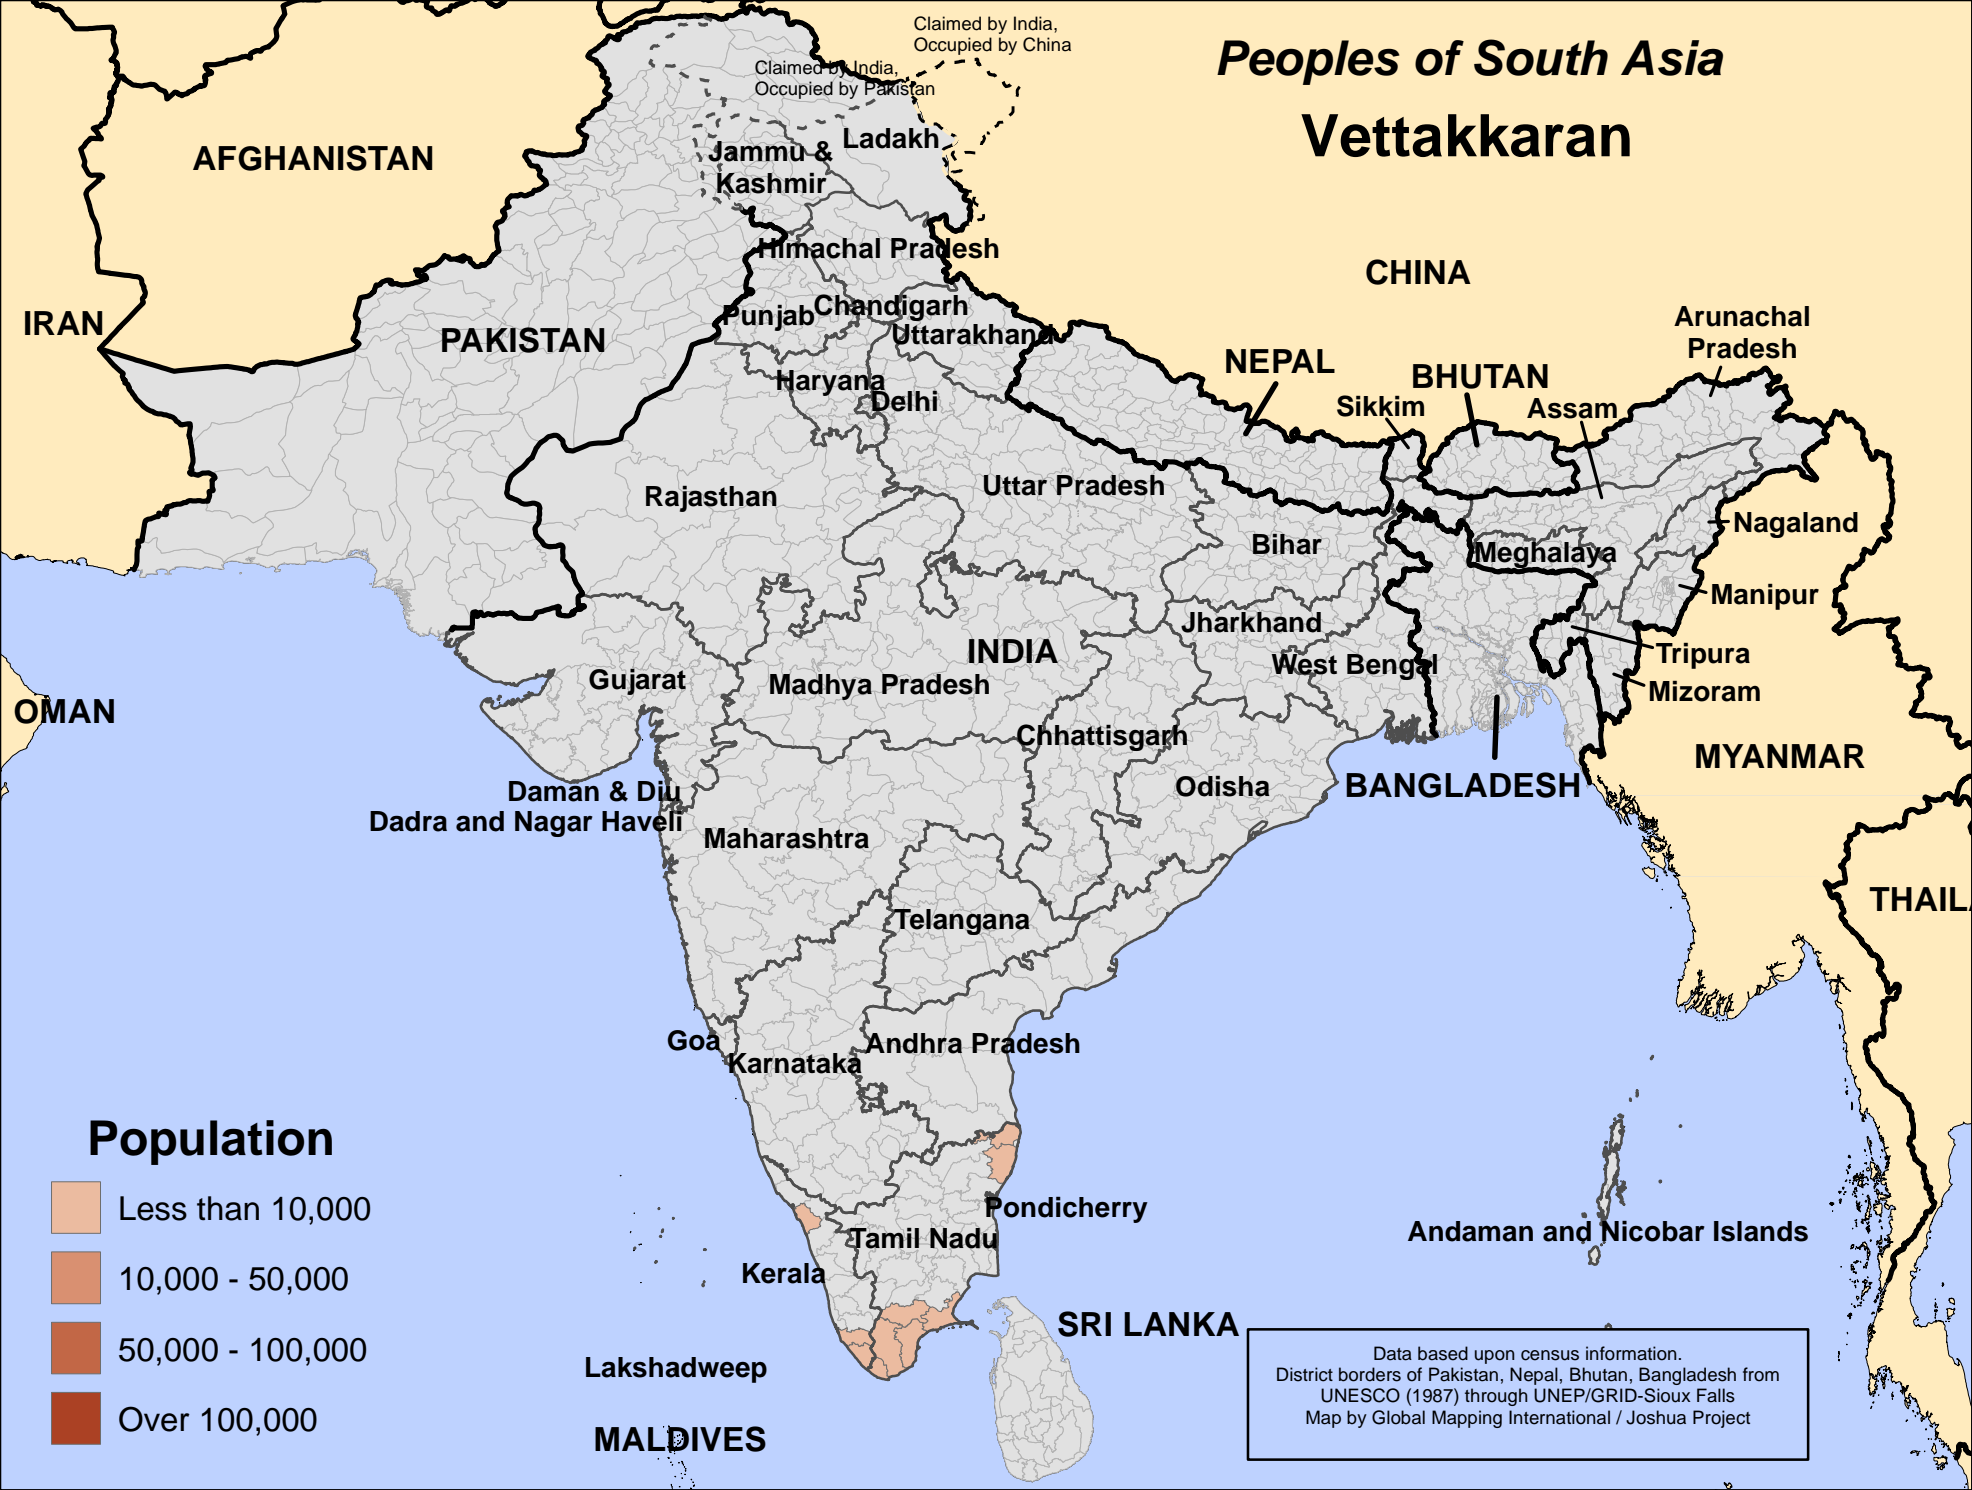 Claimed by India,
Occupied by China
Peoples of South Asia
Vettakkaran
Claimed by India,
Occupied by Pakistan
AFGHANISTAN
Jammu &
Kashmir
Ladakh
Himachal Pradesh
CHINA
IRAN
PAKISTAN
Punjab
Chandigarh
Uttarakhand
Arunachal
Pradesh
NEPAL
BHUTAN
Haryana
Delhi
Sikkim
Assam
Rajasthan
Uttar Pradesh
Nagaland
Bihar
Meghalaya
Manipur
Jharkhand
INDIA
Tripura
West Bengal
Gujarat
Madhya Pradesh
Mizoram
OMAN
Chhattisgarh
MYANMAR
Odisha
BANGLADESH
Daman & Diu
Dadra and Nagar Haveli
Maharashtra
THAILA
Telangana
Goa
Karnataka
Andhra Pradesh
Population
Less than 10,000
10,000 - 50,000
50,000 - 100,000
Over 100,000
Pondicherry
Tamil Nadu
Andaman and Nicobar Islands
Kerala
SRI LANKA
Lakshadweep
MALDIVES
Data based upon census information.
District borders of Pakistan, Nepal, Bhutan, Bangladesh from
UNESCO (1987) through UNEP/GRID-Sioux Falls
Map by Global Mapping International / Joshua Project